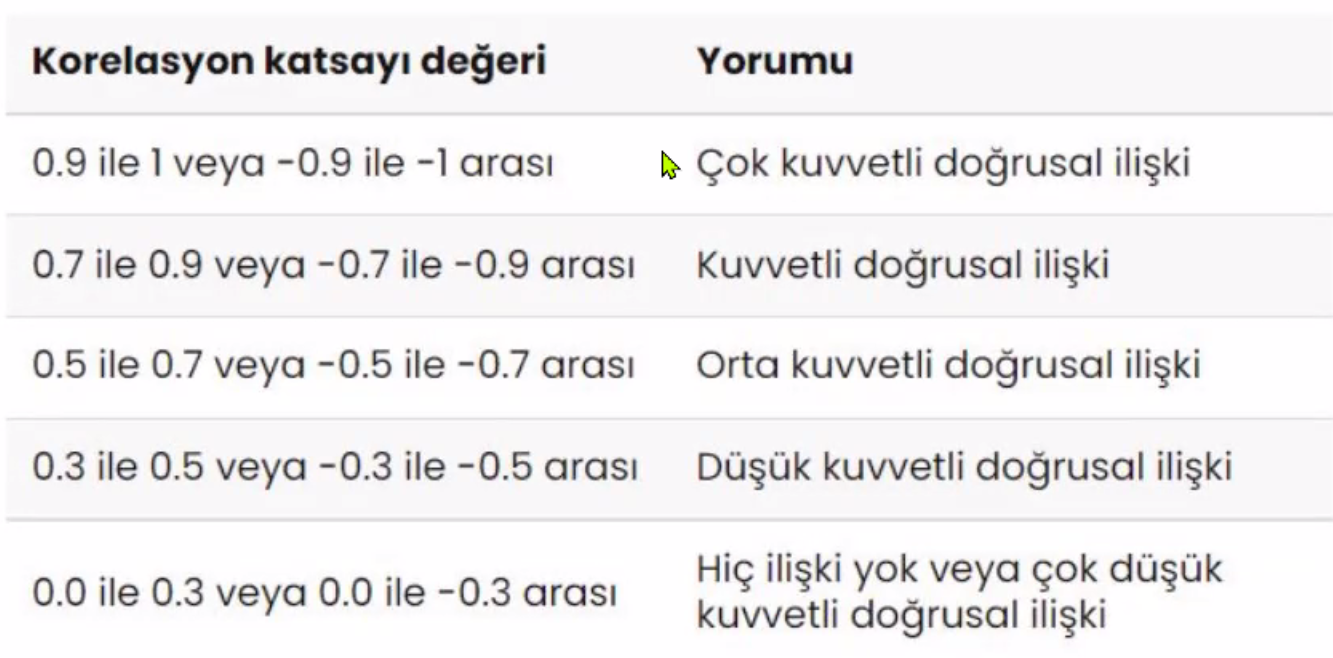 Korelasyon katsayı değeri Yorumu
0.9 ile 1 veya -0.9 ile -1 arası Çok kuvvetli doğrusal ilişki
0.7 ile 0.9 veya -0.7 ile -0.9 arası Kuvvetli doğrusal ilişki
0.5 ile 0.7 veya -0.5 ile -0.7 arası Orta kuvvetli doğrusal ilişki
0.3 ile 0.5 veya -0.3 ile -0.5 arası Düşük kuvvetli doğrusal ilişki
0.0 ile 0.3 veya 0.0 ile -0.3 arası Hiç ilişki yok veya çok düşük
kuvvetli doğrusal ilişki